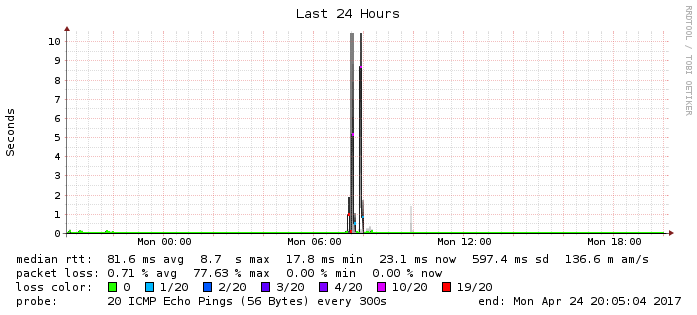 Last 24 Hours
RRDTOOL / TOBI OETIKER
Seconds
10
9
8
7
6
5
4
3
2
1
0
Mon 00:00 Mon 06:00 Mon 12:00 Mon 18:00
median rtt: 81.6 ms avg 8.7 s max 17.8 ms min 23.1 ms now 597.4 ms sd 136.6 m am/s
packet loss: 0.71 % avg 77.63 % max 0.00 % min 0.00 % now
loss color: 0 1/20 2/20 3/20 4/20 10/20 19/20
probe: 20 ICMP Echo Pings (56 Bytes) every 300s end: Mon Apr 24 20:05:04 2017